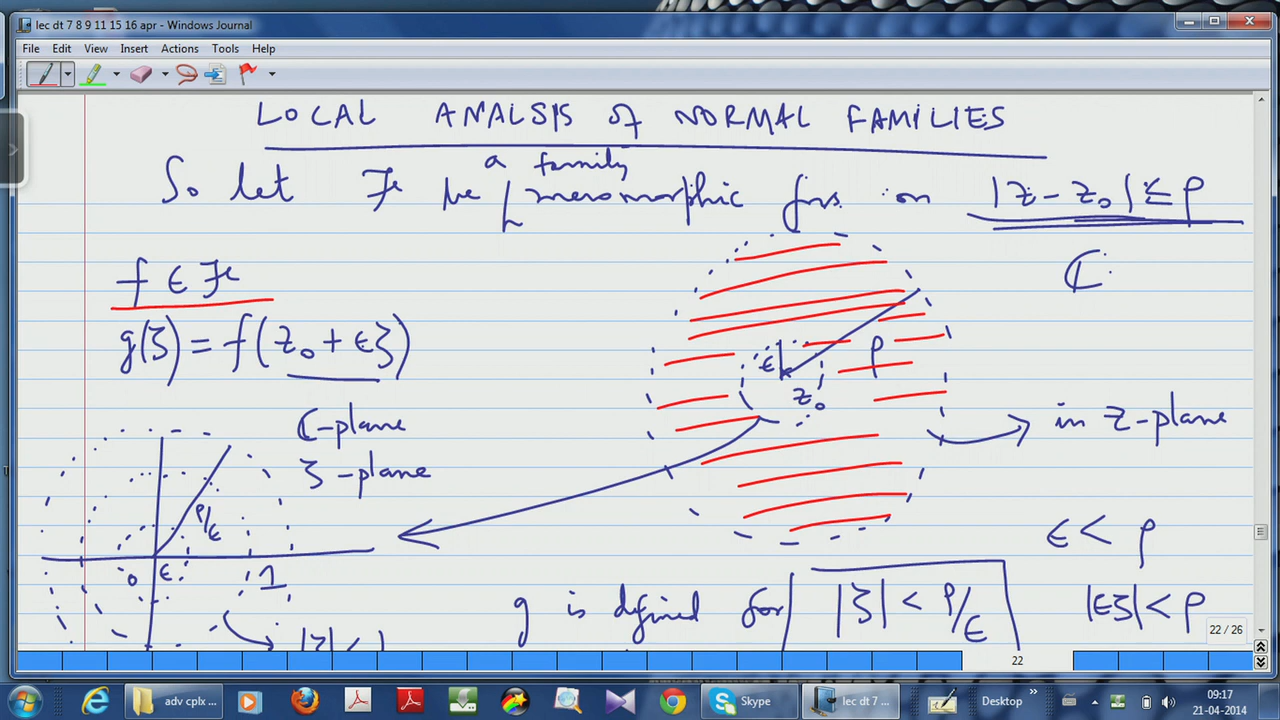 lec dt 7 8 9 11 15 16 apr - Windows Journal
File Edit View Insert Actions Tools Help
LOCAL ANALSIS of NORMAL FAMILIES
a family
So let ℱ be meromorphic fns. on |z - z₀| ≤ ρ
ℂ
f ∈ ℱ
g(ζ) = f(z₀ + εζ)
ε ρ
z₀
ℂ-plane
in z-plane
ζ-plane
ρ/ε
ε < ρ
0 ε 1
g is defined for |ζ| < ρ/ε |εζ| < ρ
22 / 26
22
adv cplx ...
Skype
lec dt 7 ...
Desktop
09:17
21-04-2014